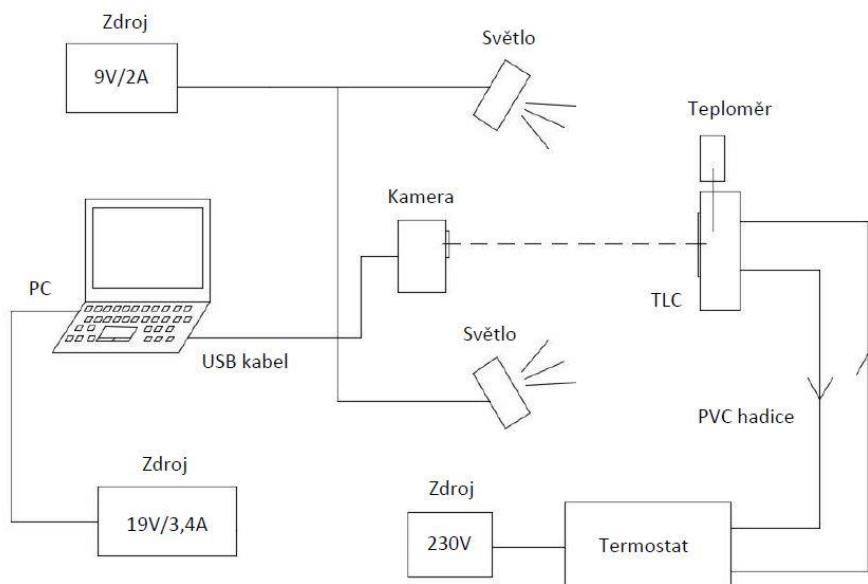 Zdroj
9V/2A
Světlo
Teploměr
Kamera
PC
TLC
USB kabel
Světlo
PVC hadice
Zdroj
19V/3,4A
Zdroj
230V
Termostat